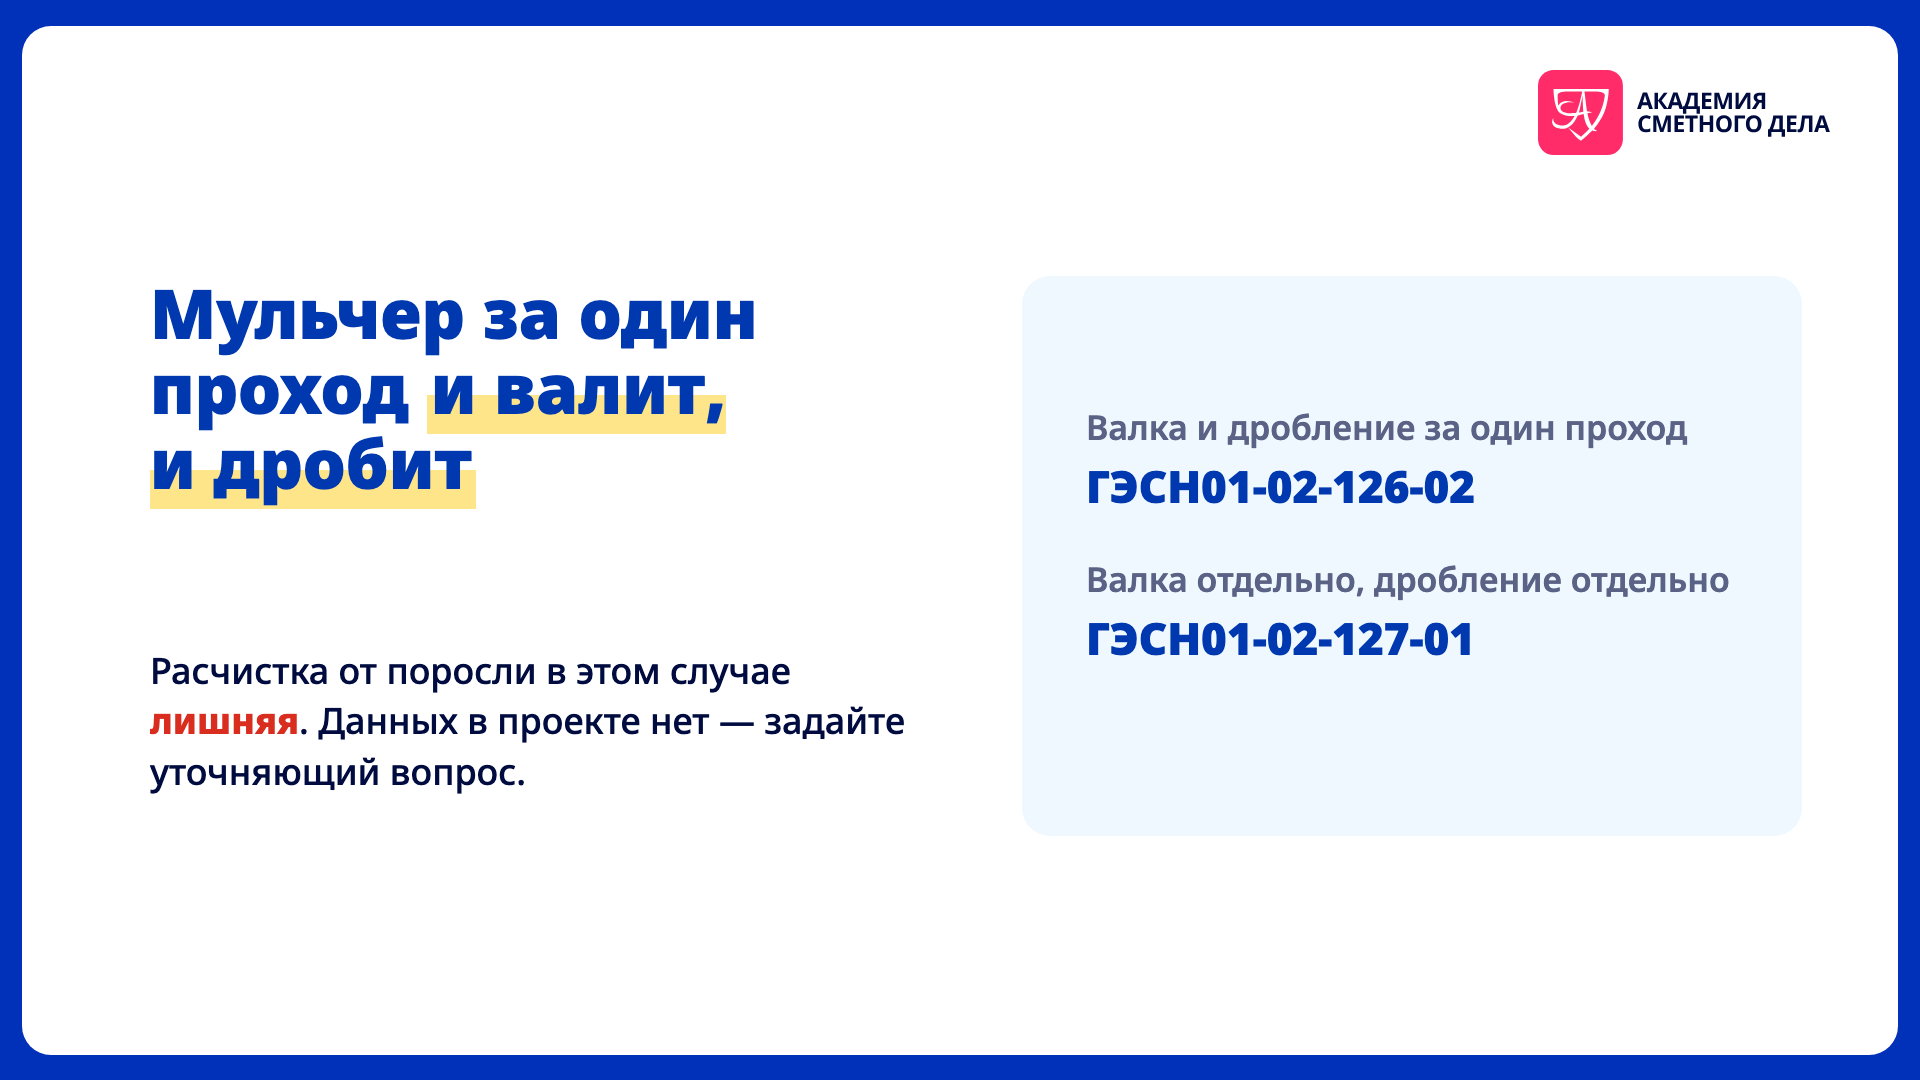 АКАДЕМИЯ
СМЕТНОГО ДЕЛА
Мульчер за один
проход и валит,
и дробит
Расчистка от поросли в этом случае
лишняя. Данных в проекте нет — задайте
уточняющий вопрос.
Валка и дробление за один проход
ГЭСН01-02-126-02
Валка отдельно, дробление отдельно
ГЭСН01-02-127-01